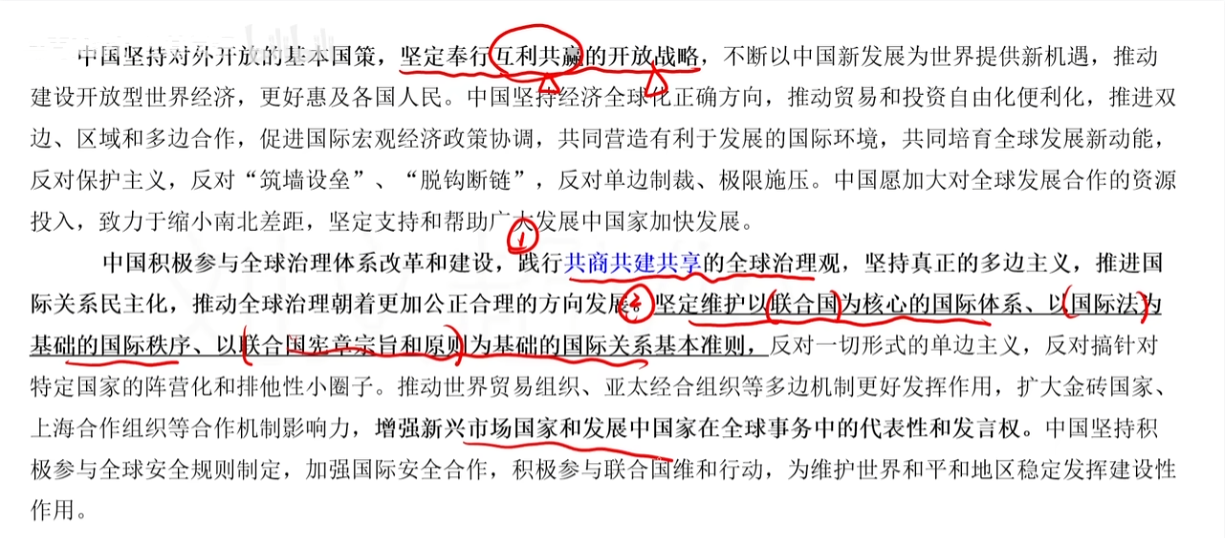 中国坚持对外开放的基本国策，坚定奉行互利共赢的开放战略，不断以中国新发展为世界提供新机遇，推动
建设开放型世界经济，更好惠及各国人民。中国坚持经济全球化正确方向，推动贸易和投资自由化便利化，推进双
边、区域和多边合作，促进国际宏观经济政策协调，共同营造有利于发展的国际环境，共同培育全球发展新动能，
反对保护主义，反对“筑墙设垒”、“脱钩断链”，反对单边制裁、极限施压。中国愿加大对全球发展合作的资源
投入，致力于缩小南北差距，坚定支持和帮助广大发展中国家加快发展。
①
中国积极参与全球治理体系改革和建设，践行共商共建共享的全球治理观，坚持真正的多边主义，推进国
际关系民主化，推动全球治理朝着更加公正合理的方向发展。②坚定维护以联合国为核心的国际体系、以国际法为
基础的国际秩序、以联合国宪章宗旨和原则为基础的国际关系基本准则，反对一切形式的单边主义，反对搞针对
特定国家的阵营化和排他性小圈子。推动世界贸易组织、亚太经合组织等多边机制更好发挥作用，扩大金砖国家、
上海合作组织等合作机制影响力，增强新兴市场国家和发展中国家在全球事务中的代表性和发言权。中国坚持积
极参与全球安全规则制定，加强国际安全合作，积极参与联合国维和行动，为维护世界和平和地区稳定发挥建设性
作用。